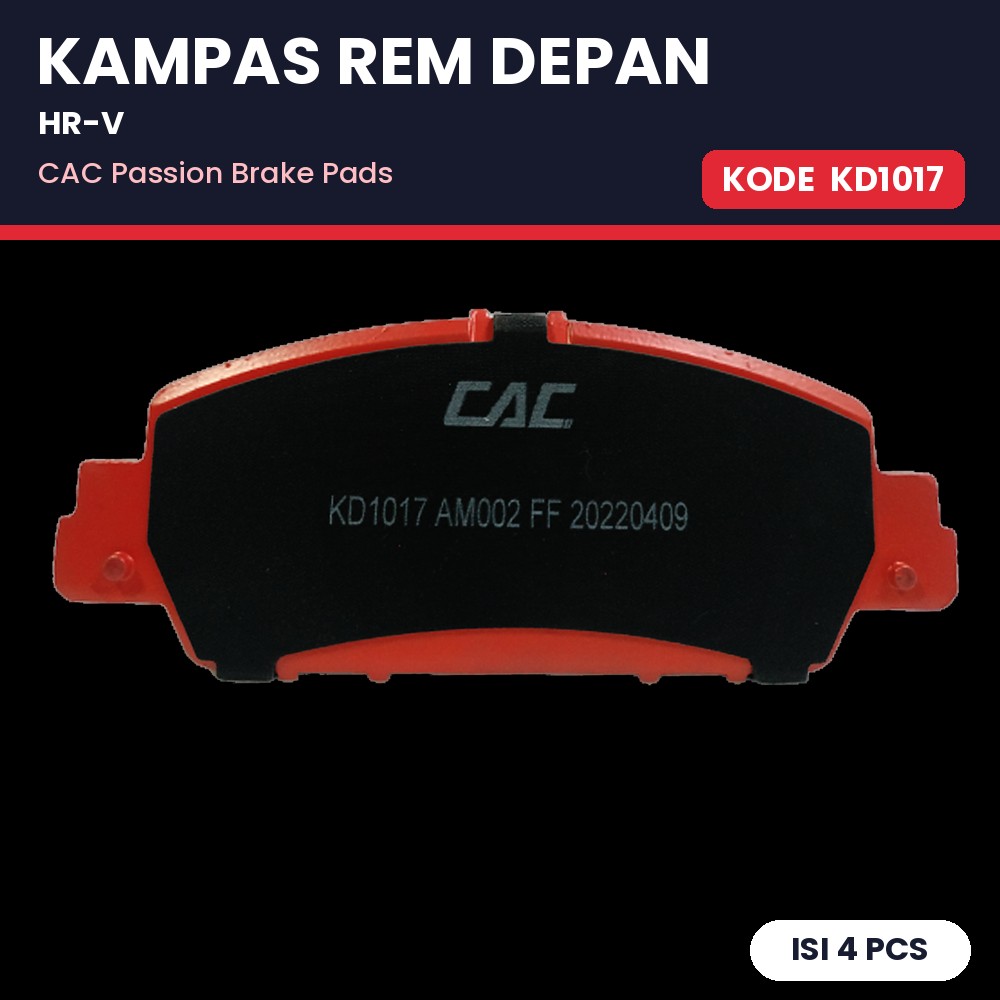 KAMPAS REM DEPAN
HR-V
CAC Passion Brake Pads
KODE KD1017
CAC
KD1017 AM002 FF 20220409
ISI 4 PCS